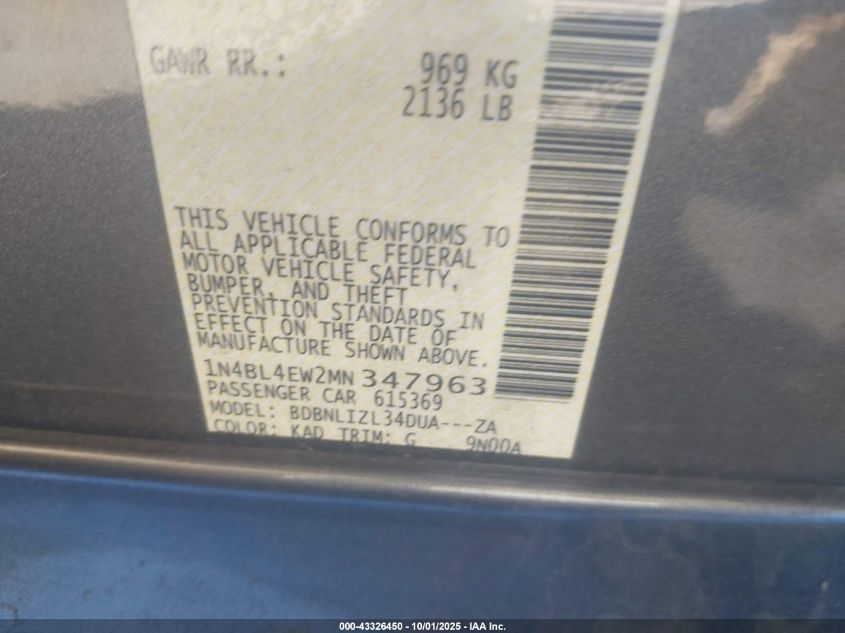 GAWR RR.: 969 KG
2136 LB
THIS VEHICLE CONFORMS TO
ALL APPLICABLE FEDERAL
MOTOR VEHICLE SAFETY,
BUMPER, AND THEFT
PREVENTION STANDARDS IN
EFFECT ON THE DATE OF
MANUFACTURE SHOWN ABOVE.
1N4BL4EW2MN347963
PASSENGER CAR 615369
MODEL: BDBNLIZL34DUA---ZA
COLOR: KAD TRIM: G 9N00A
000-43326450 - 10/01/2025 - IAA Inc.